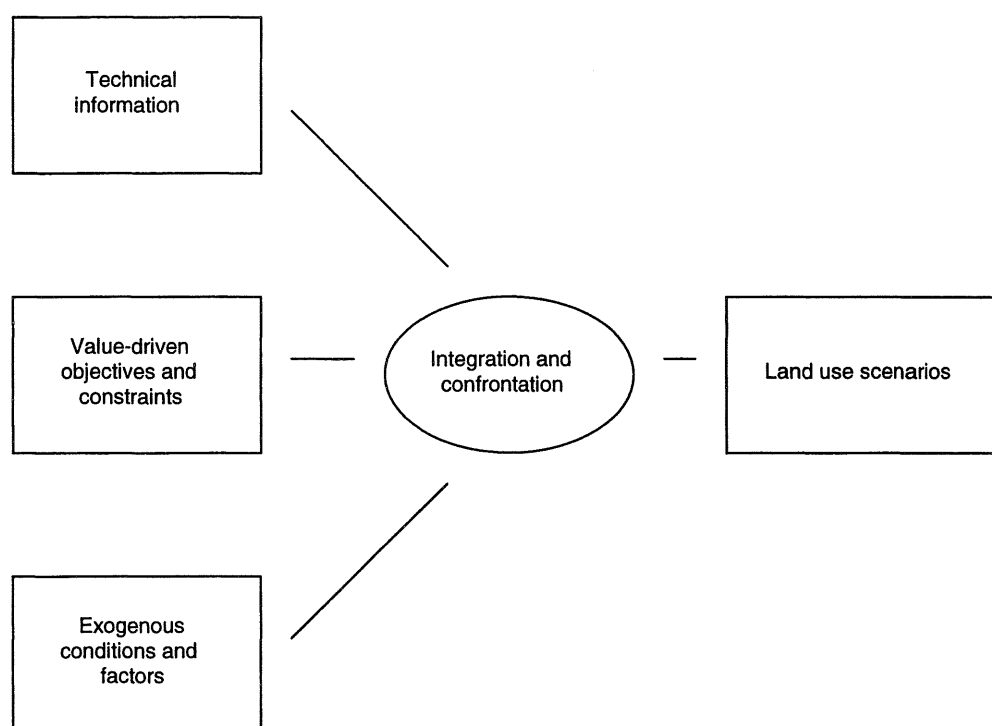 Technical
information
Value-driven
objectives and
constraints
Integration and
confrontation
Land use scenarios
Exogenous
conditions and
factors